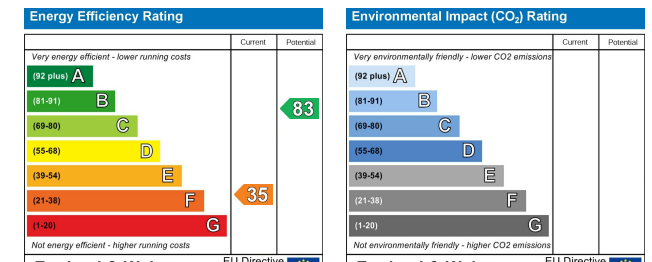 Energy Efficiency Rating
Current Potential
Very energy efficient - lower running costs
(92 plus) A
(81-91) B
83
(69-80) C
(55-68) D
(39-54) E
35
(21-38) F
(1-20) G
Not energy efficient - higher running costs
EU Directive
Environmental Impact (CO₂) Rating
Current Potential
Very environmentally friendly - lower CO2 emissions
(92 plus) A
(81-91) B
(69-80) C
(55-68) D
(39-54) E
(21-38) F
(1-20) G
Not environmentally friendly - higher CO2 emissions
EU Directive